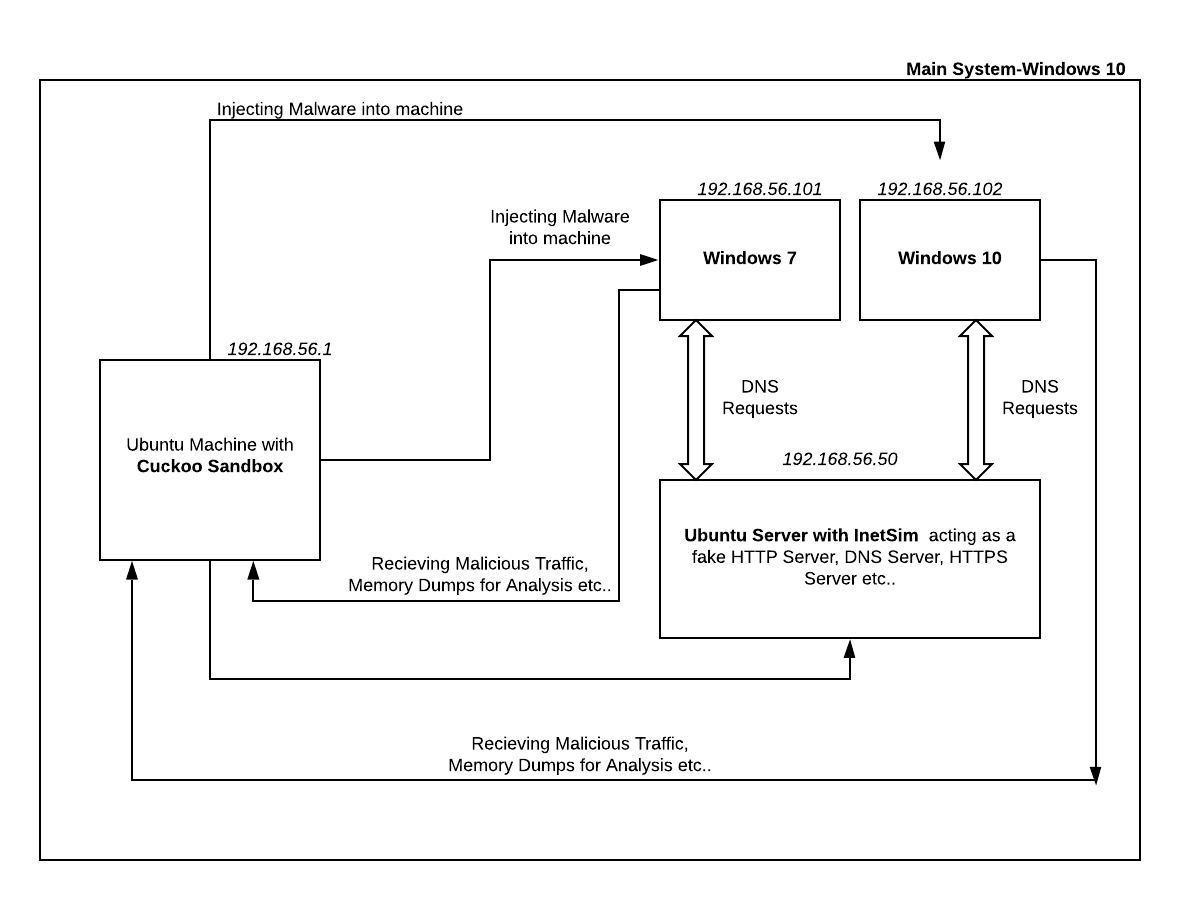 Main System-Windows 10
Injecting Malware into machine
192.168.56.101
192.168.56.102
Injecting Malware
into machine
Windows 7
Windows 10
192.168.56.1
DNS
Requests
DNS
Requests
Ubuntu Machine with
Cuckoo Sandbox
192.168.56.50
Ubuntu Server with InetSim acting as a
fake HTTP Server, DNS Server, HTTPS
Server etc..
Recieving Malicious Traffic,
Memory Dumps for Analysis etc..
Recieving Malicious Traffic,
Memory Dumps for Analysis etc..